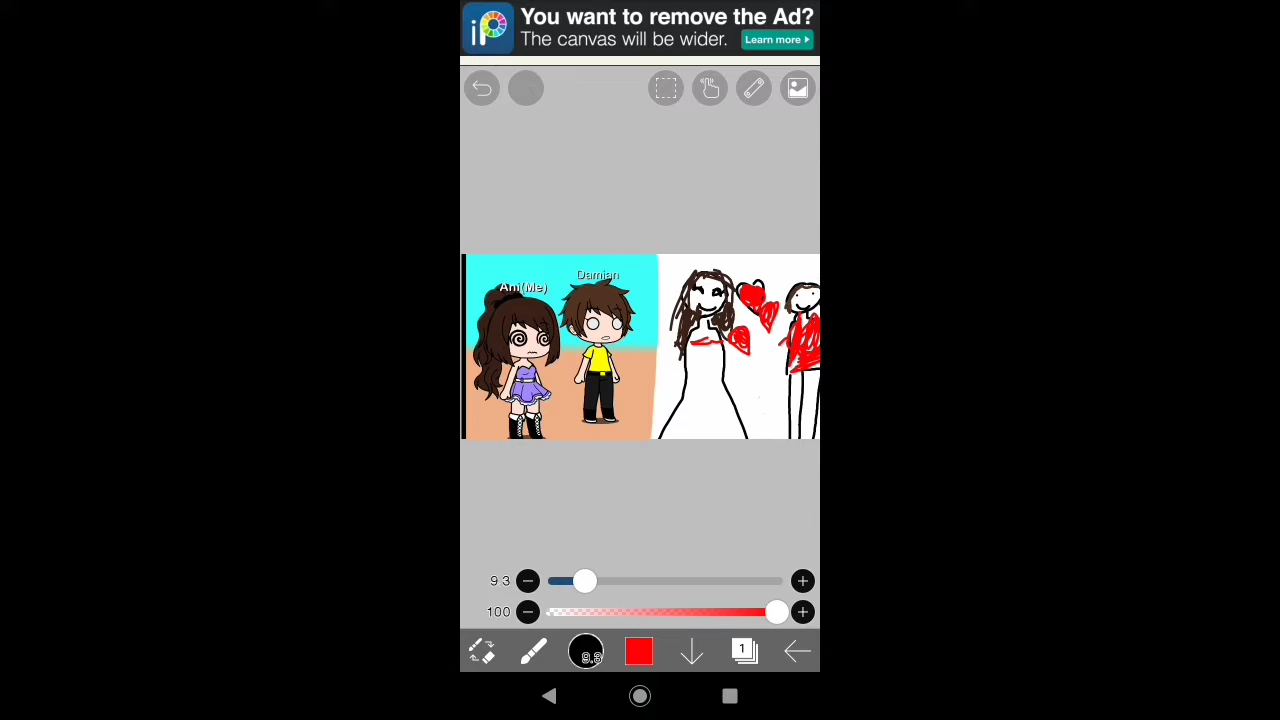 iP
You want to remove the Ad?
The canvas will be wider.
Learn more
Damian
Ani(Me)
9.3
100
9.3
1